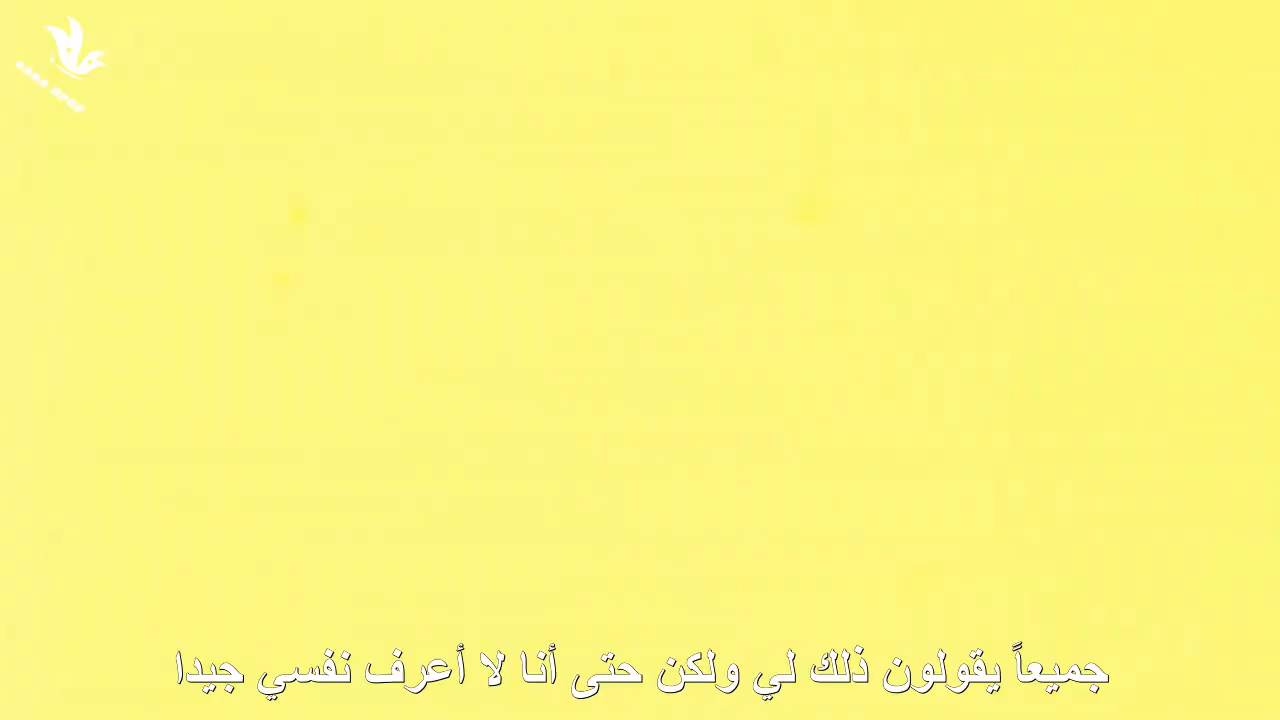 جميعاً يقولون ذلك لي ولكن حتى أنا لا أعرف نفسي جيدا